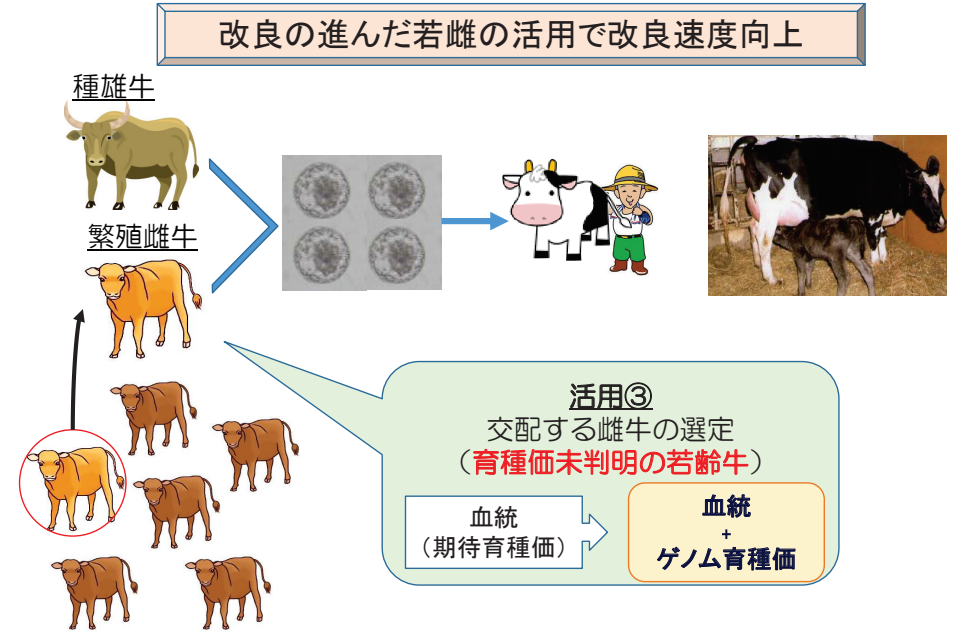 改良の進んだ若雌の活用で改良速度向上
種雄牛
繁殖雌牛
活用③
交配する雌牛の選定
（育種価未判明の若齢牛）
血統
（期待育種価）
血統
+
ゲノム育種価